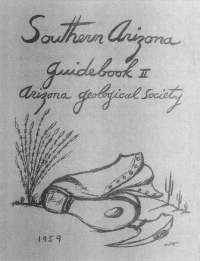 Southern Arizona
Guidebook II
Arizona Geological Society
1959